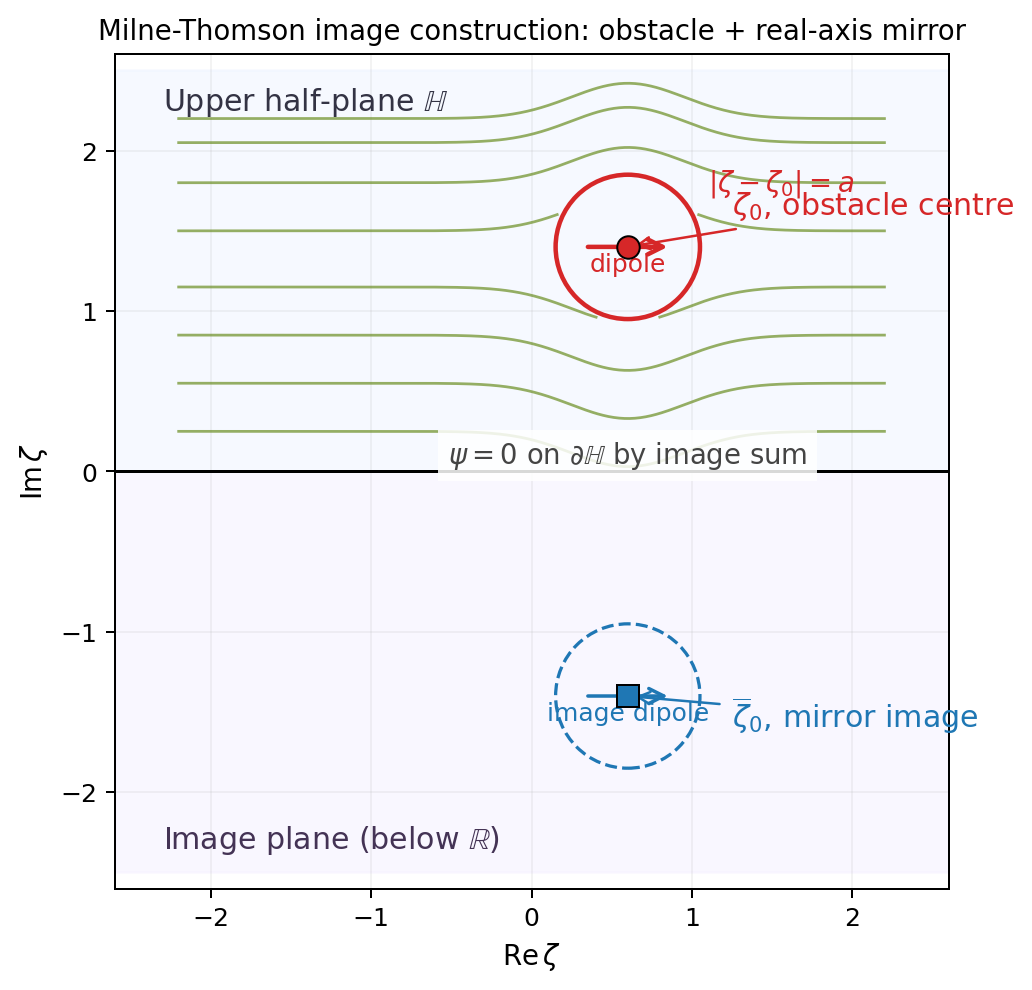 Milne-Thomson image construction: obstacle + real-axis mirror
Upper half-plane ℍ
|ζ − ζ₀| = a
ζ₀, obstacle centre
dipole
ψ = 0 on ∂ℍ by image sum
image dipole
ζ̅₀, mirror image
Image plane (below ℝ)
2
1
0
−1
−2
Im ζ
−2
−1
0
1
2
Re ζ